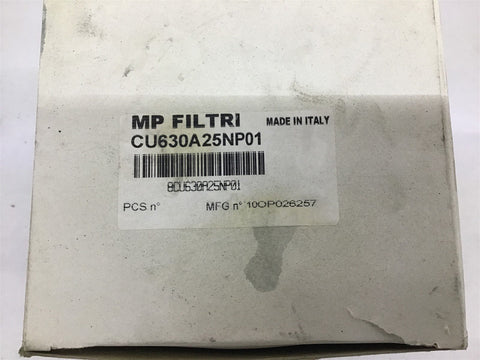 MP FILTRI MADE IN ITALY
CU630A25NP01
8CU630A25NP01
PCS n° MFG n° 10OP026257